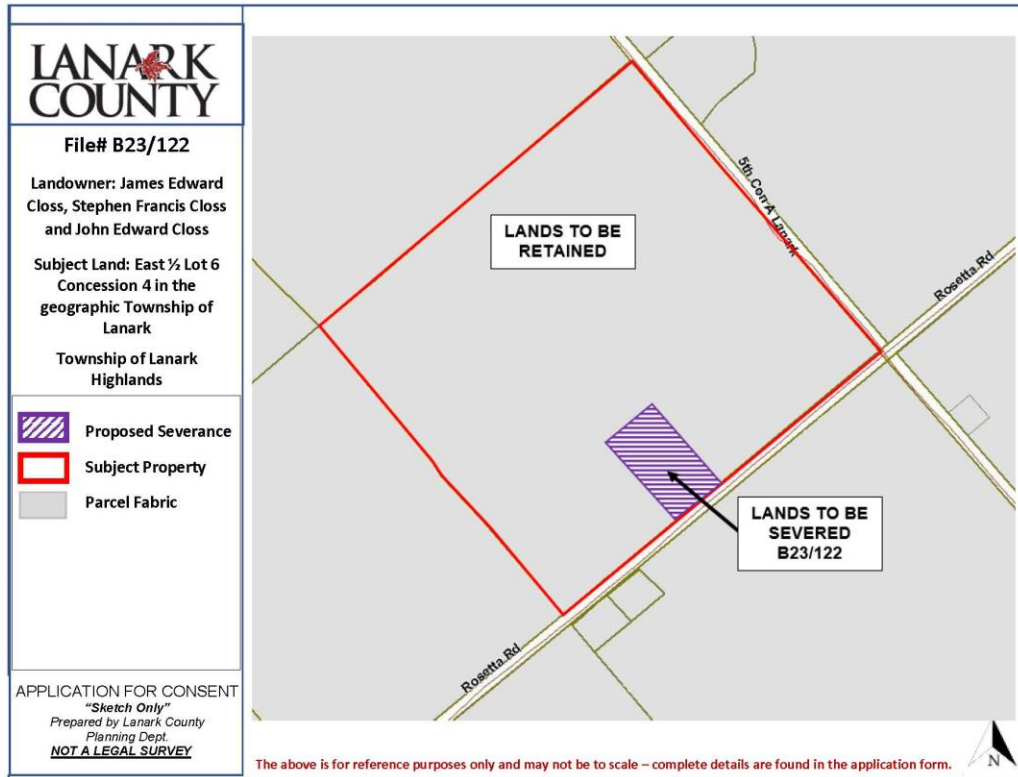 LANARK
COUNTY
File# B23/122
Landowner: James Edward
Closs, Stephen Francis Closs
and John Edward Closs
Subject Land: East ½ Lot 6
Concession 4 in the
geographic Township of
Lanark
Township of Lanark
Highlands
Proposed Severance
Subject Property
Parcel Fabric
APPLICATION FOR CONSENT
"Sketch Only"
Prepared by Lanark County
Planning Dept.
NOT A LEGAL SURVEY
LANDS TO BE
RETAINED
5th Con A Lanark
Rosetta Rd
LANDS TO BE
SEVERED
B23/122
Rosetta Rd
The above is for reference purposes only and may not be to scale – complete details are found in the application form.
N